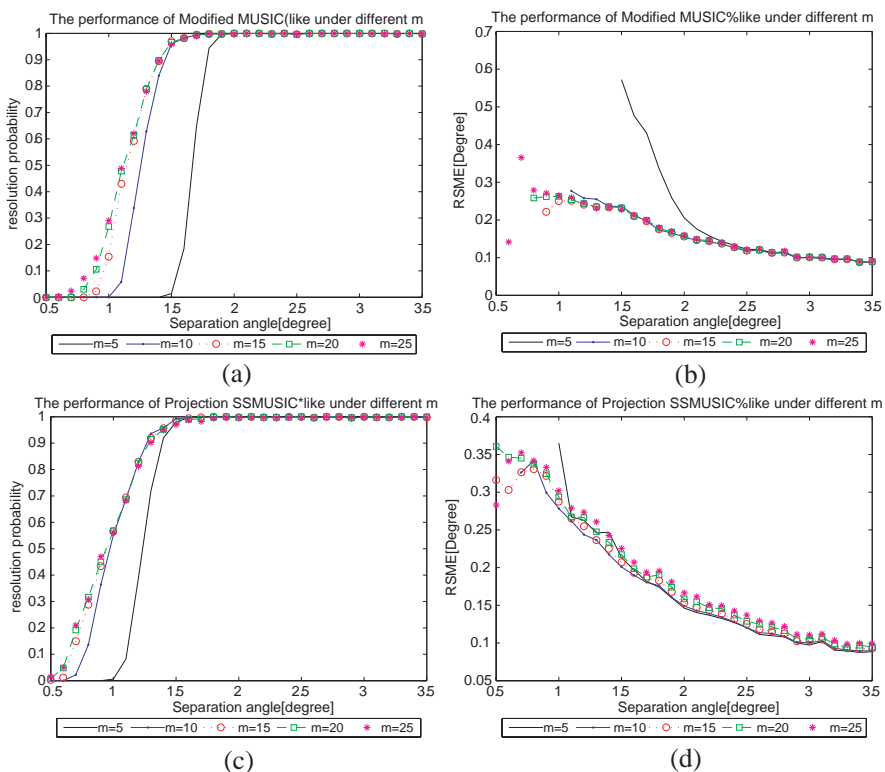 The performance of Modified MUSIC(like under different m
1
0.9
0.8
0.7
0.6
0.5
0.4
0.3
0.2
0.1
0
resolution probability
0.5 1 1.5 2 2.5 3 3.5
Separation angle[degree]
m=5 m=10 m=15 m=20 m=25
(a)
The performance of Modified MUSIC%like under different m
0.7
0.6
0.5
0.4
0.3
0.2
0.1
0
RSME[Degree]
0.5 1 1.5 2 2.5 3 3.5
Separation angle[degree]
m=5 m=10 m=15 m=20 m=25
(b)
The performance of Projection SSMUSIC*like under different m
1
0.9
0.8
0.7
0.6
0.5
0.4
0.3
0.2
0.1
0
resolution probability
0.5 1 1.5 2 2.5 3 3.5
Separation angle[degree]
m=5 m=10 m=15 m=20 m=25
(c)
The performance of Projection SSMUSIC%like under different m
0.4
0.35
0.3
0.25
0.2
0.15
0.1
0.05
RSME[Degree]
0.5 1 1.5 2 2.5 3 3.5
Separation angle[degree]
m=5 m=10 m=15 m=20 m=25
(d)